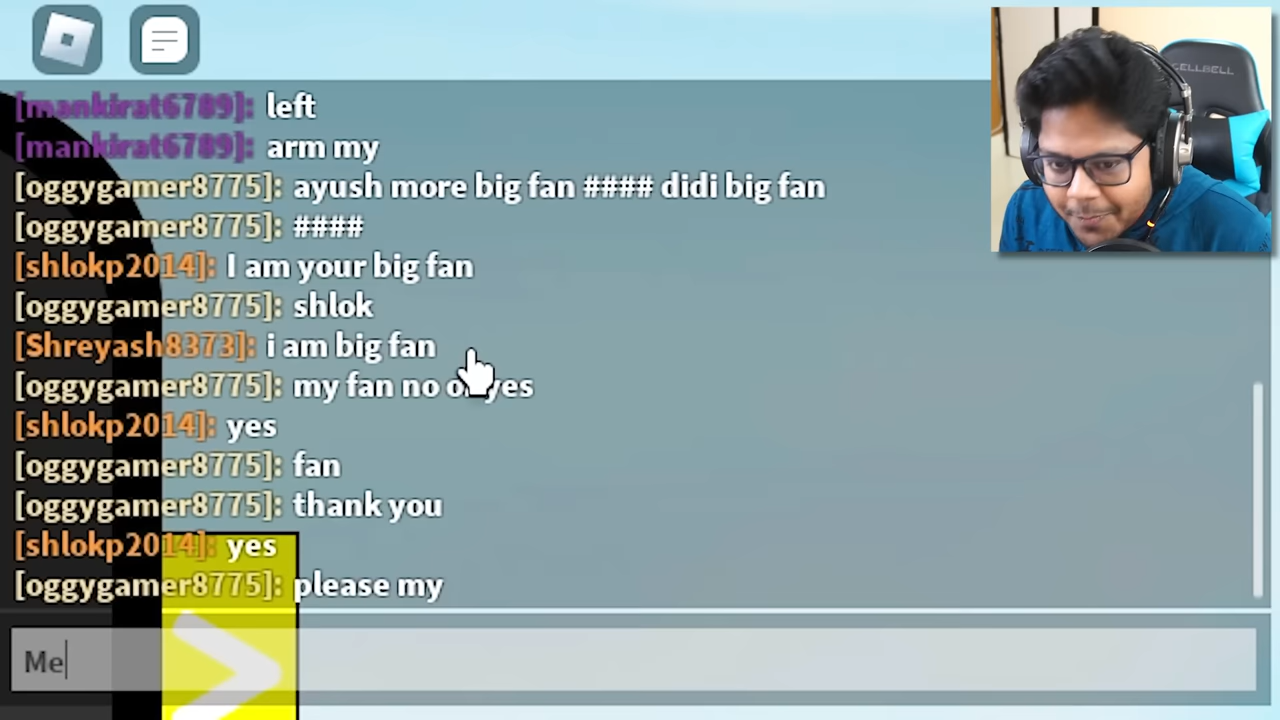 [mankirat6789]: left
[mankirat6789]: arm my
[oggygamer8775]: ayush more big fan #### didi big fan
[oggygamer8775]: ####
[shlokp2014]: I am your big fan
[oggygamer8775]: shlok
[Shreyash8373]: i am big fan
[oggygamer8775]: my fan no or yes
[shlokp2014]: yes
[oggygamer8775]: fan
[oggygamer8775]: thank you
[shlokp2014]: yes
[oggygamer8775]: please my
Me
CELLBELL